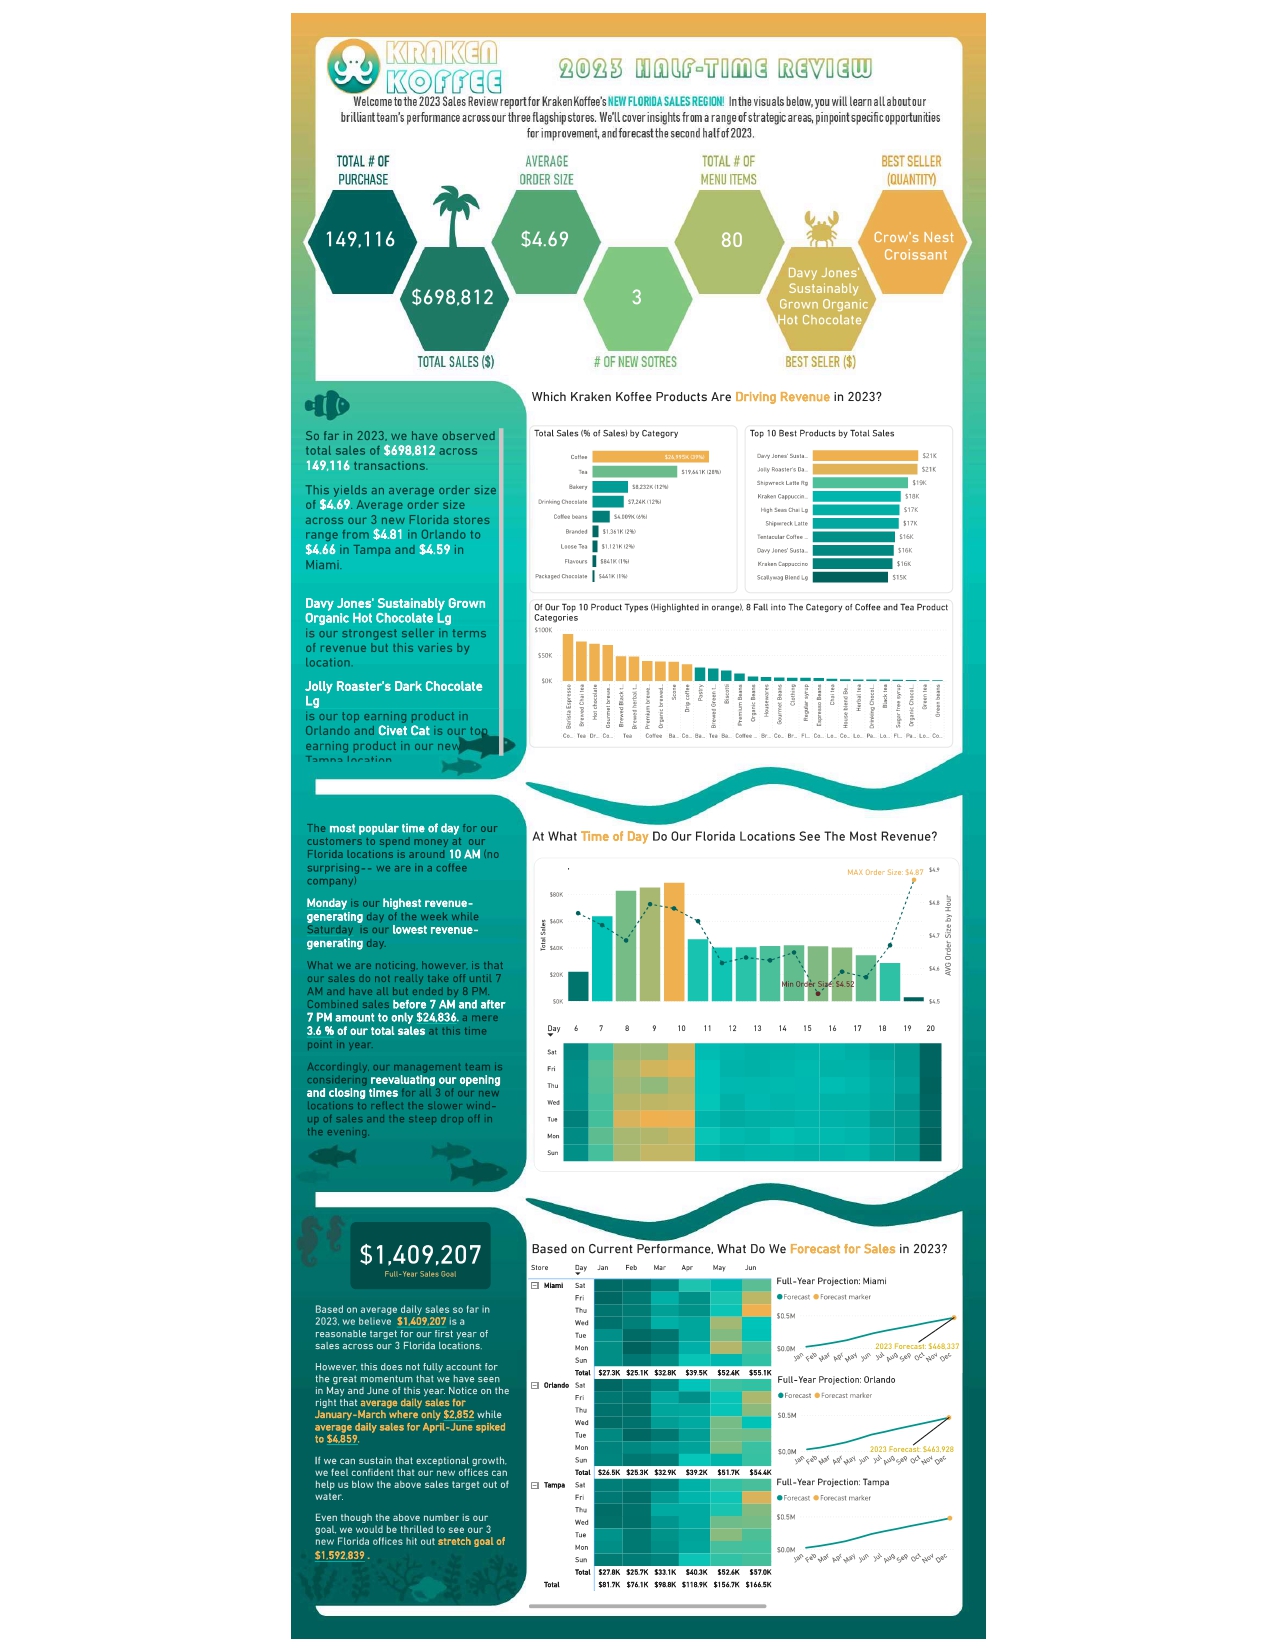 KRAKEN
KOFFEE
2023 HALF-TIME REVIEW
Welcome to the 2023 Sales Review report for Kraken Koffee's NEW FLORIDA SALES REGION! In the visuals below, you will learn all about our
brilliant team's performance across our three flagship stores. We'll cover insights from a range of strategic areas, pinpoint specific opportunities
for improvement, and forecast the second half of 2023.
TOTAL # OF
PURCHASE
AVERAGE
ORDER SIZE
TOTAL # OF
MENU ITEMS
BEST SELLER
(QUANTITY)
149,116
$698,812
$4.69
3
80
Davy Jones'
Sustainably
Grown Organic
Hot Chocolate
Crow's Nest
Croissant
TOTAL SALES ($)
# OF NEW SOTRES
BEST SELER ($)
So far in 2023, we have observed
total sales of $698,812 across
149,116 transactions.
This yields an average order size
of $4.69. Average order size
across our 3 new Florida stores
range from $4.81 in Orlando to
$4.66 in Tampa and $4.59 in
Miami.
Davy Jones' Sustainably Grown
Organic Hot Chocolate Lg
is our strongest seller in terms
of revenue but this varies by
location.
Jolly Roaster's Dark Chocolate
Lg
is our top earning product in
Orlando and Civet Cat is our top
earning product in our new
Tampa location
Which Kraken Koffee Products Are Driving Revenue in 2023?
Total Sales (% of Sales) by Category
Coffee
Tea $19,641K (28%)
Bakery $8,232K (12%)
Drinking Chocolate $7.24K (12%)
Coffee beans $4,009K (6%)
Branded $1,361K (2%)
Loose Tea $1,121K (2%)
Flavours $841K (1%)
Packaged Chocolate $441K (1%)
Top 10 Best Products by Total Sales
Davy Jones' Susta... $21K
Jolly Roaster's Da... $21K
Shipwreck Latte Rg $19K
Kraken Cappuccin... $18K
High Seas Chai Lg $17K
Shipwreck Latte $17K
Tentacular Coffee ... $16K
Davy Jones' Susta... $16K
Kraken Cappuccino $16K
Scallywag Blend Lg $15K
Of Our Top 10 Product Types (Highlighted in orange), 8 Fall into The Category of Coffee and Tea Product
Categories
$100K
$50K
$0K
Barista Espresso
Brewed Chai tea
Hot chocolate
Gourmet brewe...
Brewed Black t...
Brewed herbal t...
Premium brewe...
Organic brewed...
Scone
Drip coffee
Pastry
Brewed Green t...
Biscotti
Premium Beans
Organic Beans
Housewares
Gourmet Beans
Clothing
Regular syrup
Espresso Beans
Chai tea
House blend Be...
Herbal tea
Drinking Chocol...
Black tea
Sugar free syrup
Organic Chocol...
Green tea
Green beans
Co... Tea Dr... Co... Tea Coffee Ba... Co... Ba... Tea Ba... Coffee ... Br... Co... Br... Fl... Co... Lo... Co... Lo... Pa... Lo... Fl... Pa... Lo... Co...
The most popular time of day for our
customers to spend money at our
Florida locations is around 10 AM (no
surprising-- we are in a coffee
company)
Monday is our highest revenue-
generating day of the week while
Saturday is our lowest revenue-
generating day.
What we are noticing, however, is that
our sales do not really take off until 7
AM and have all but ended by 8 PM.
Combined sales before 7 AM and after
7 PM amount to only $24,836, a mere
3.6 % of our total sales at this time
point in year.
Accordingly, our management team is
considering reevaluating our opening
and closing times for all 3 of our new
locations to reflect the slower wind-
up of sales and the steep drop off in
the evening.
At What Time of Day Do Our Florida Locations See The Most Revenue?
MAX Order Size: $4.87
Min Order Size: $4.52
Total Sales
$80K
$60K
$40K
$20K
$0K
AVG Order Size by Hour
$4.9
$4.8
$4.7
$4.6
$4.5
Day 6 7 8 9 10 11 12 13 14 15 16 17 18 19 20
Sat
Fri
Thu
Wed
Tue
Mon
Sun
$1,409,207
Full-Year Sales Goal
Based on average daily sales so far in
2023, we believe $1,409,207 is a
reasonable target for our first year of
sales across our 3 Florida locations.
However, this does not fully account for
the great momentum that we have seen
in May and June of this year. Notice on the
right that average daily sales for
January-March where only $2,852 while
average daily sales for April-June spiked
to $4,859.
If we can sustain that exceptional growth,
we feel confident that our new offices can
help us blow the above sales target out of
water.
Even though the above number is our
goal, we would be thrilled to see our 3
new Florida offices hit out stretch goal of
$1,592,839 .
Based on Current Performance, What Do We Forecast for Sales in 2023?
Store Day Jan Feb Mar Apr May Jun
Miami Sat
Fri
Thu
Wed
Tue
Mon
Sun
Total $27.3K $25.1K $32.8K $39.5K $52.4K $55.1K
Orlando Sat
Fri
Thu
Wed
Tue
Mon
Sun
Total $26.5K $25.3K $32.9K $39.2K $51.7K $54.4K
Tampa Sat
Fri
Thu
Wed
Tue
Mon
Sun
Total $27.8K $25.7K $33.1K $40.3K $52.6K $57.0K
Total $81.7K $76.1K $98.8K $118.9K $156.7K $166.5K
Full-Year Projection: Miami
Forecast Forecast marker
$0.5M
$0.0M
2023 Forecast: $468,337
Jan Feb Mar Apr May Jun Jul Aug Sep Oct Nov Dec
Full-Year Projection: Orlando
Forecast Forecast marker
$0.5M
$0.0M
2023 Forecast: $463,928
Jan Feb Mar Apr May Jun Jul Aug Sep Oct Nov Dec
Full-Year Projection: Tampa
Forecast Forecast marker
$0.5M
$0.0M
Jan Feb Mar Apr May Jun Jul Aug Sep Oct Nov Dec